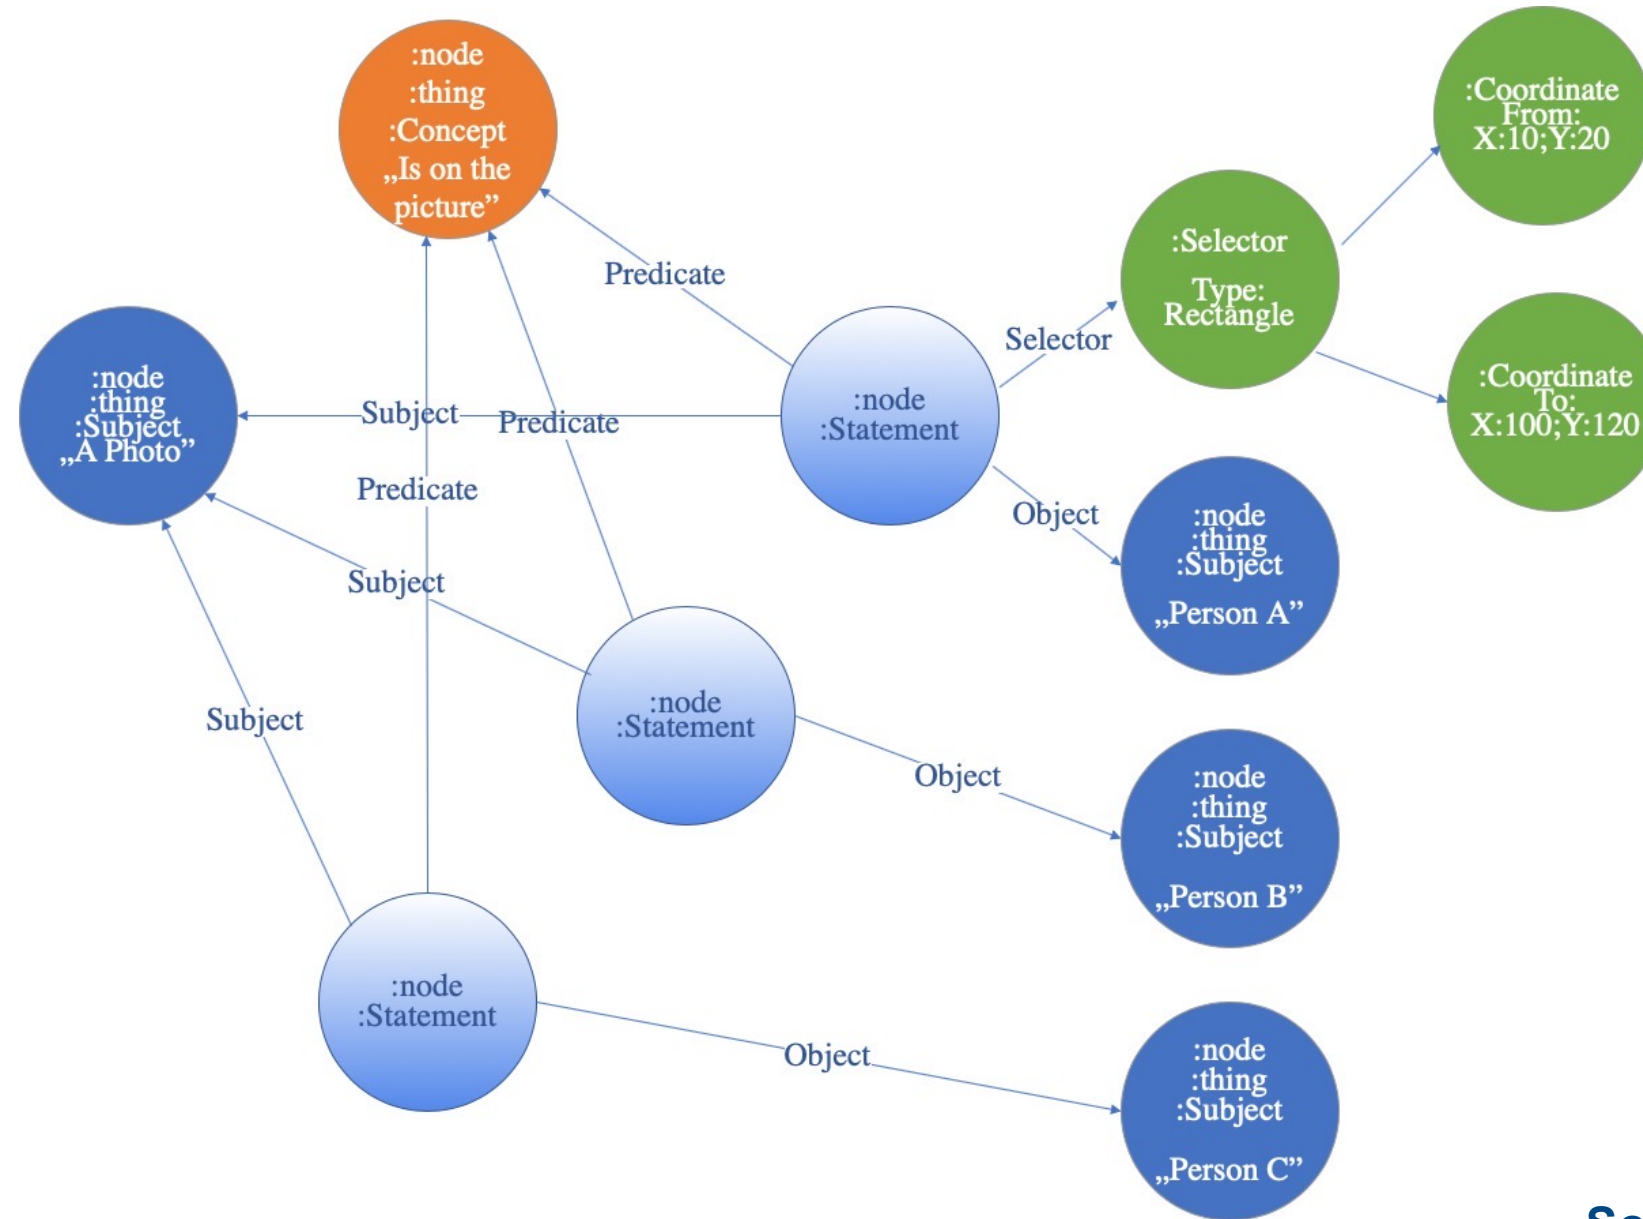 :node
:thing
:Concept
„Is on the
picture”
:Coordinate
From:
X:10;Y:20
Predicate
:Selector
Type:
Rectangle
Selector
:node
:thing
:Subject
„A Photo”
Subject
Predicate
:node
:Statement
:Coordinate
To:
X:100;Y:120
Predicate
Object
:node
:thing
:Subject
„Person A”
Subject
Subject
:node
:Statement
Object
:node
:thing
:Subject
„Person B”
:node
:Statement
Object
:node
:thing
:Subject
„Person C”